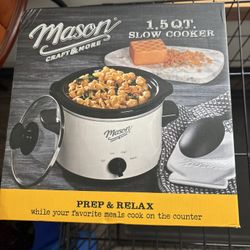 Mason
CRAFT & MORE
1.5 QT.
SLOW COOKER
Mason
PREP & RELAX
while your favorite meals cook on the counter